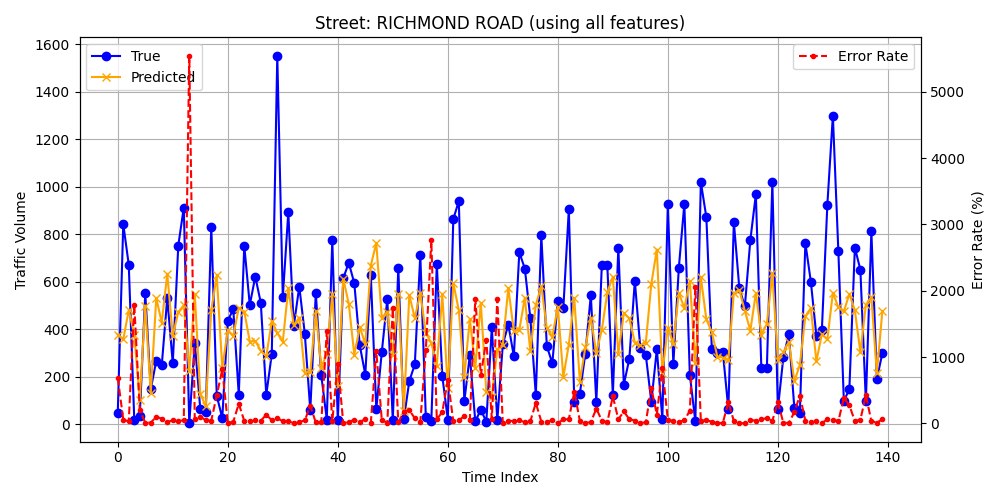 Street: RICHMOND ROAD (using all features)
True
Predicted
Error Rate
Traffic Volume
1600
1400
1200
1000
800
600
400
200
0
5000
4000
3000
2000
1000
0
Error Rate (%)
0 20 40 60 80 100 120 140
Time Index